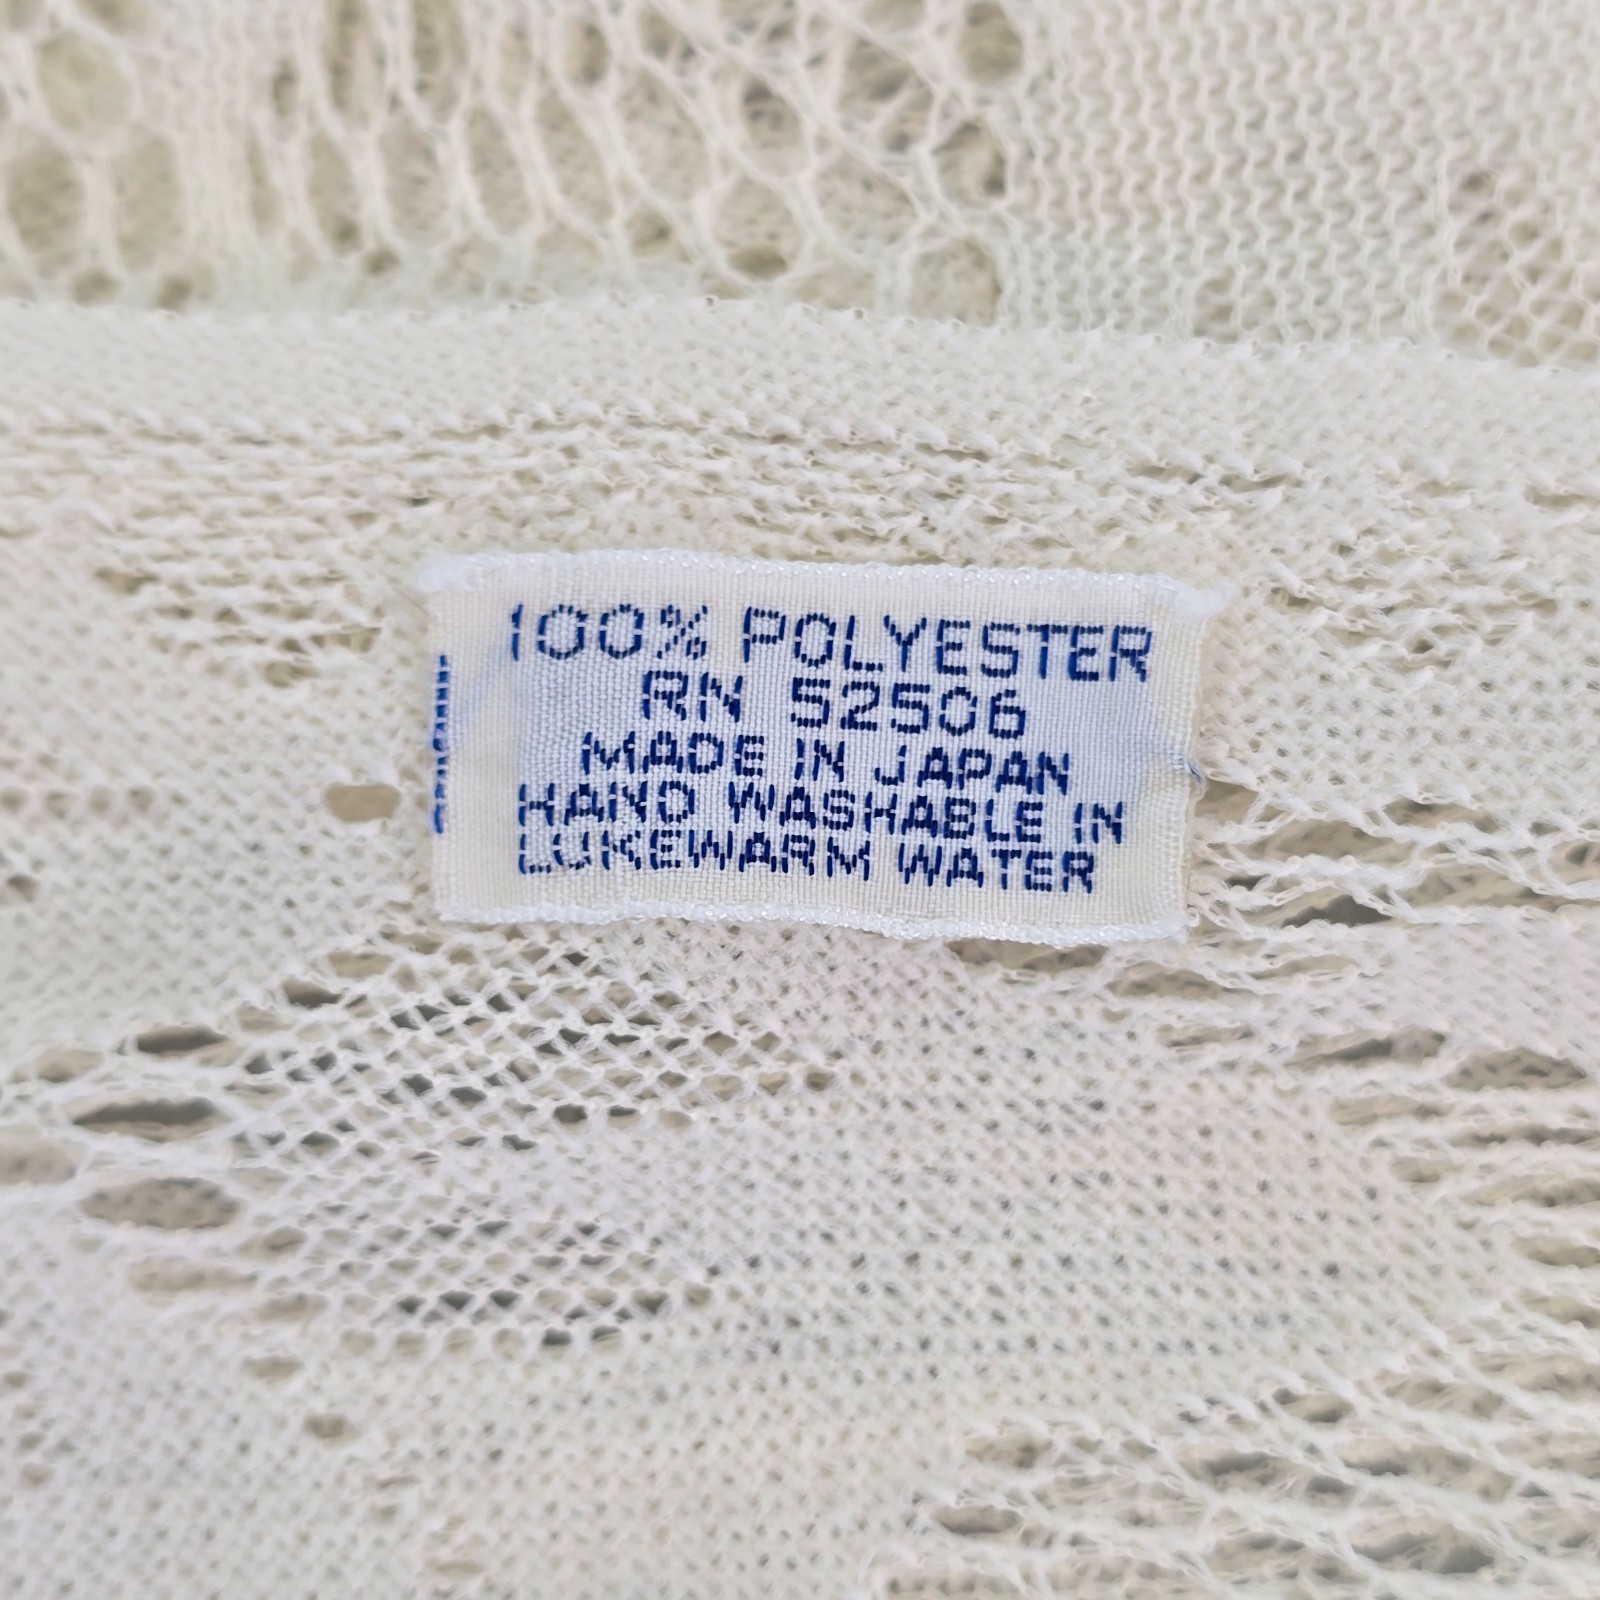 100% POLYESTER
RN 52506
MADE IN JAPAN
HAND WASHABLE IN
LUKEWARM WATER